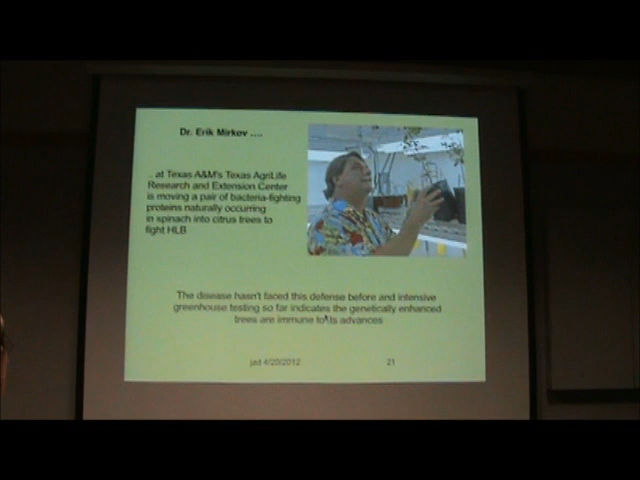 Dr. Erik Mirkov ....
.. at Texas A&M's Texas AgriLife
Research and Extension Center
is moving a pair of bacteria-fighting
proteins naturally occurring
in spinach into citrus trees to
fight HLB
The disease hasn't faced this defense before and intensive
greenhouse testing so far indicates the genetically enhanced
trees are immune to its advances
jad 4/20/2012
21